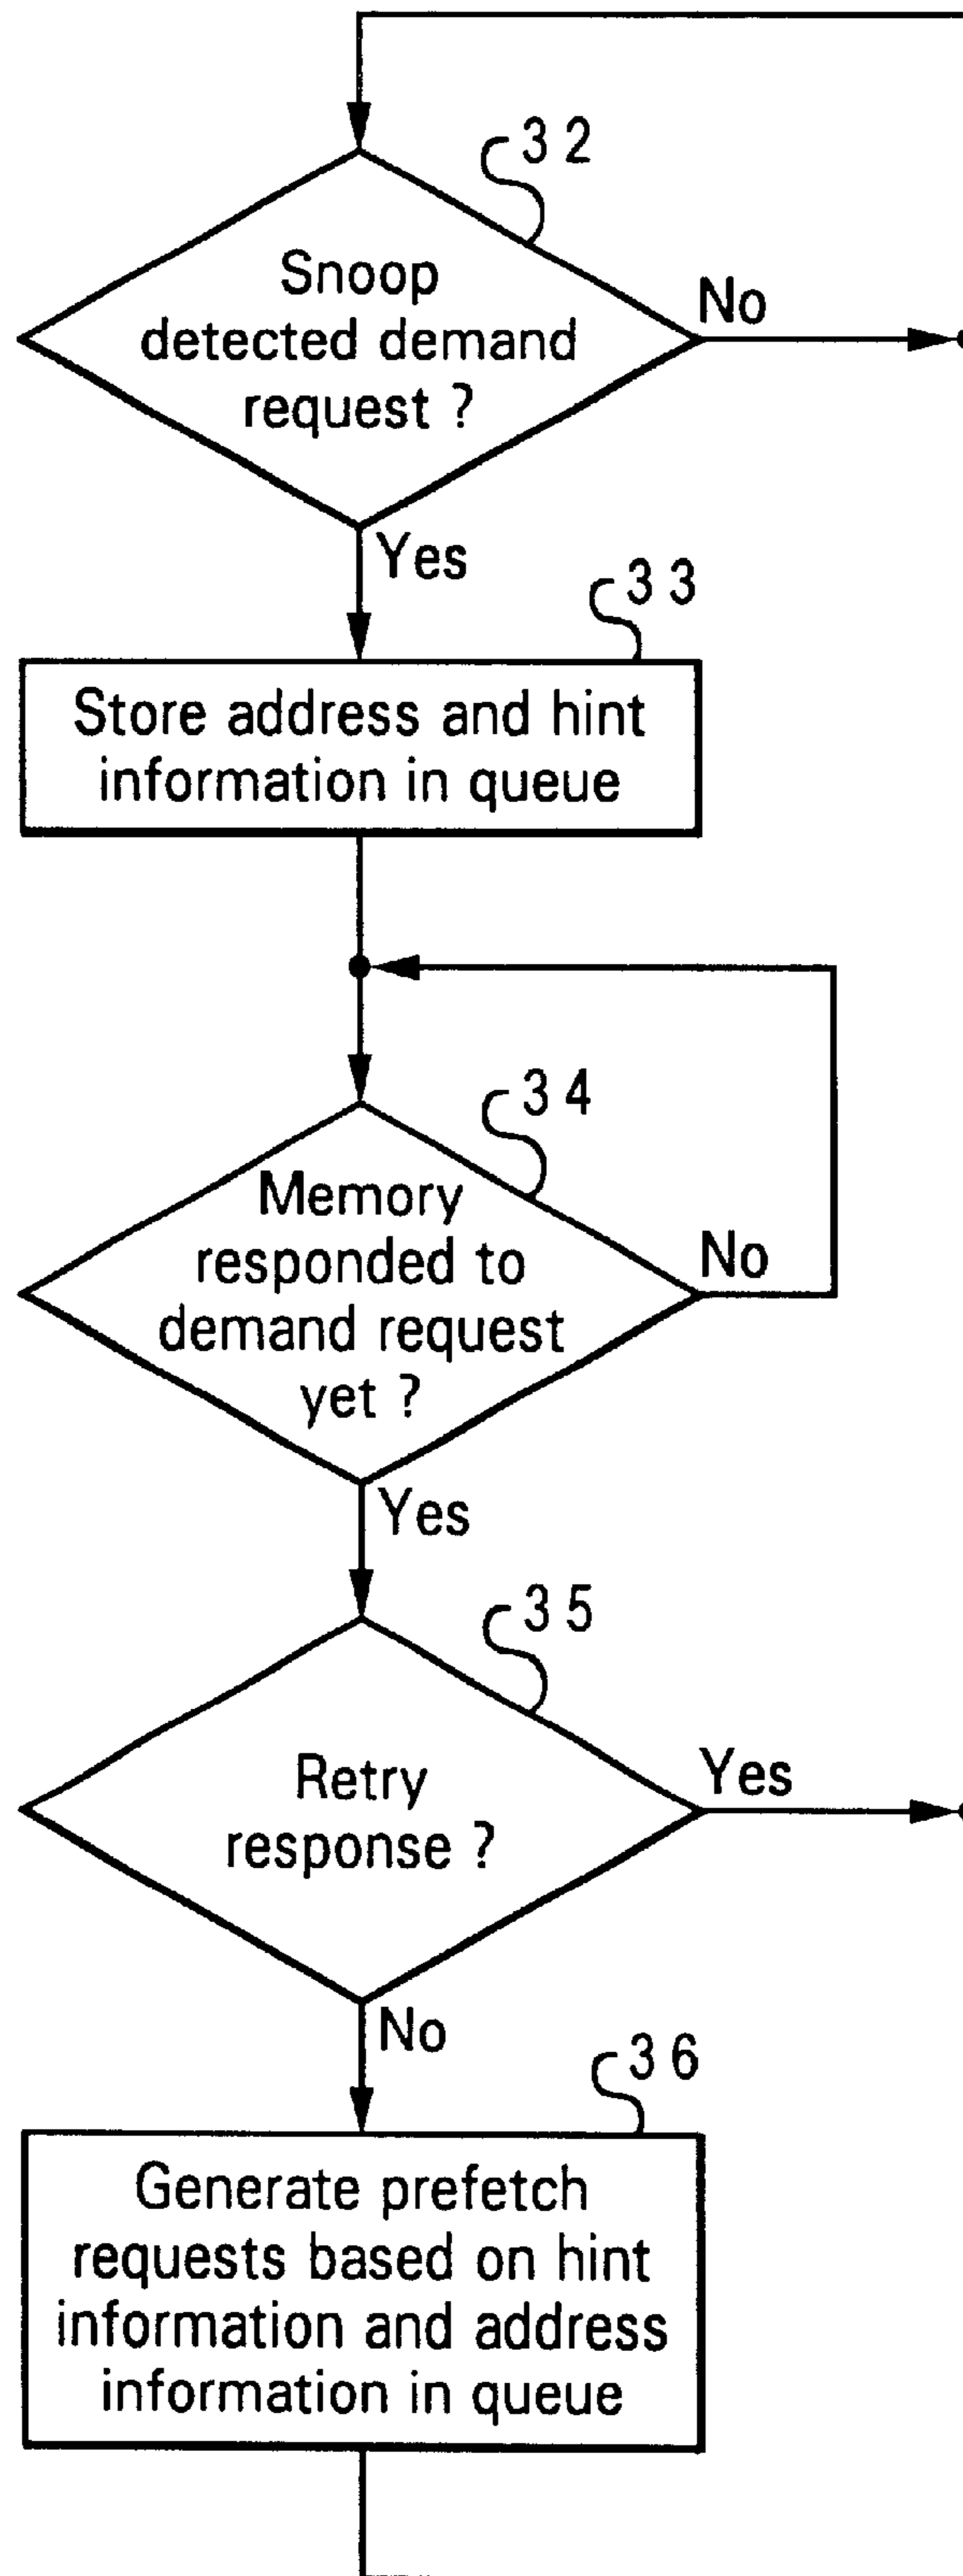 32
Snoop
detected demand
request ?
No
Yes
33
Store address and hint
information in queue
34
Memory
responded to
demand request
yet ?
No
Yes
35
Retry
response ?
Yes
No
36
Generate prefetch
requests based on hint
information and address
information in queue